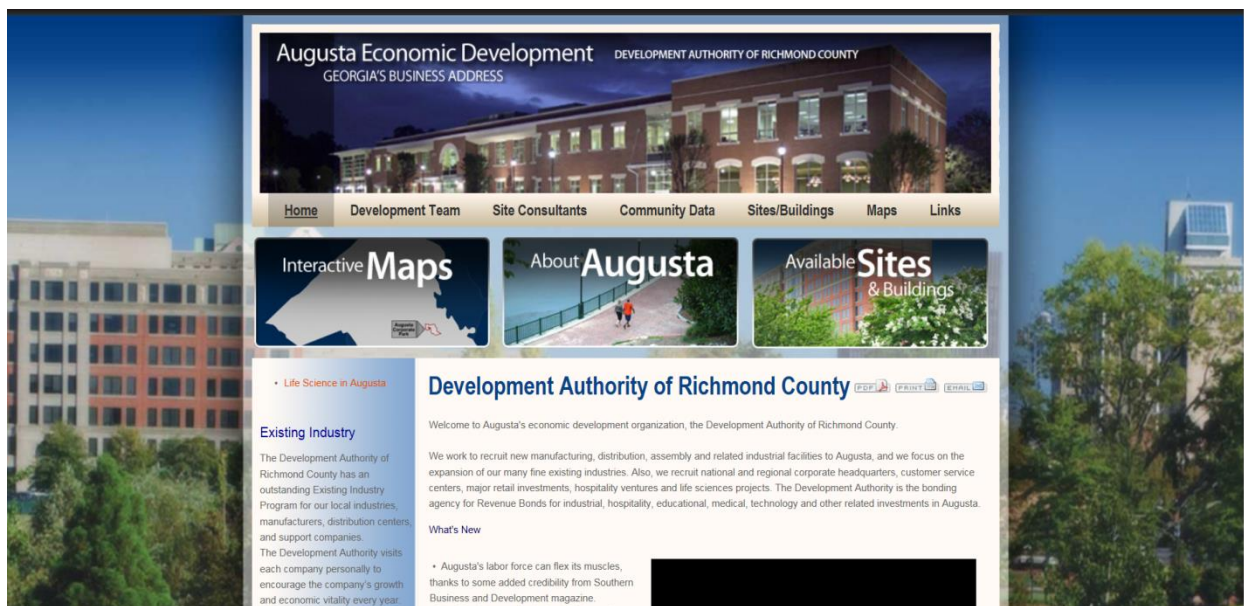 Augusta Economic Development
DEVELOPMENT AUTHORITY OF RICHMOND COUNTY
GEORGIA'S BUSINESS ADDRESS
Home Development Team Site Consultants Community Data Sites/Buildings Maps Links
Interactive Maps
Augusta
Corporate
Park
About Augusta
Available Sites
& Buildings
• Life Science in Augusta
Existing Industry
The Development Authority of
Richmond County has an
outstanding Existing Industry
Program for our local industries,
manufacturers, distribution centers,
and support companies.
The Development Authority visits
each company personally to
encourage the company's growth
and economic vitality every year.
Development Authority of Richmond County
PDF PRINT EMAIL
Welcome to Augusta's economic development organization, the Development Authority of Richmond County.
We work to recruit new manufacturing, distribution, assembly and related industrial facilities to Augusta, and we focus on the
expansion of our many fine existing industries. Also, we recruit national and regional corporate headquarters, customer service
centers, major retail investments, hospitality ventures and life sciences projects. The Development Authority is the bonding
agency for Revenue Bonds for industrial, hospitality, educational, medical, technology and other related investments in Augusta.
What's New
• Augusta's labor force can flex its muscles,
thanks to some added credibility from Southern
Business and Development magazine.